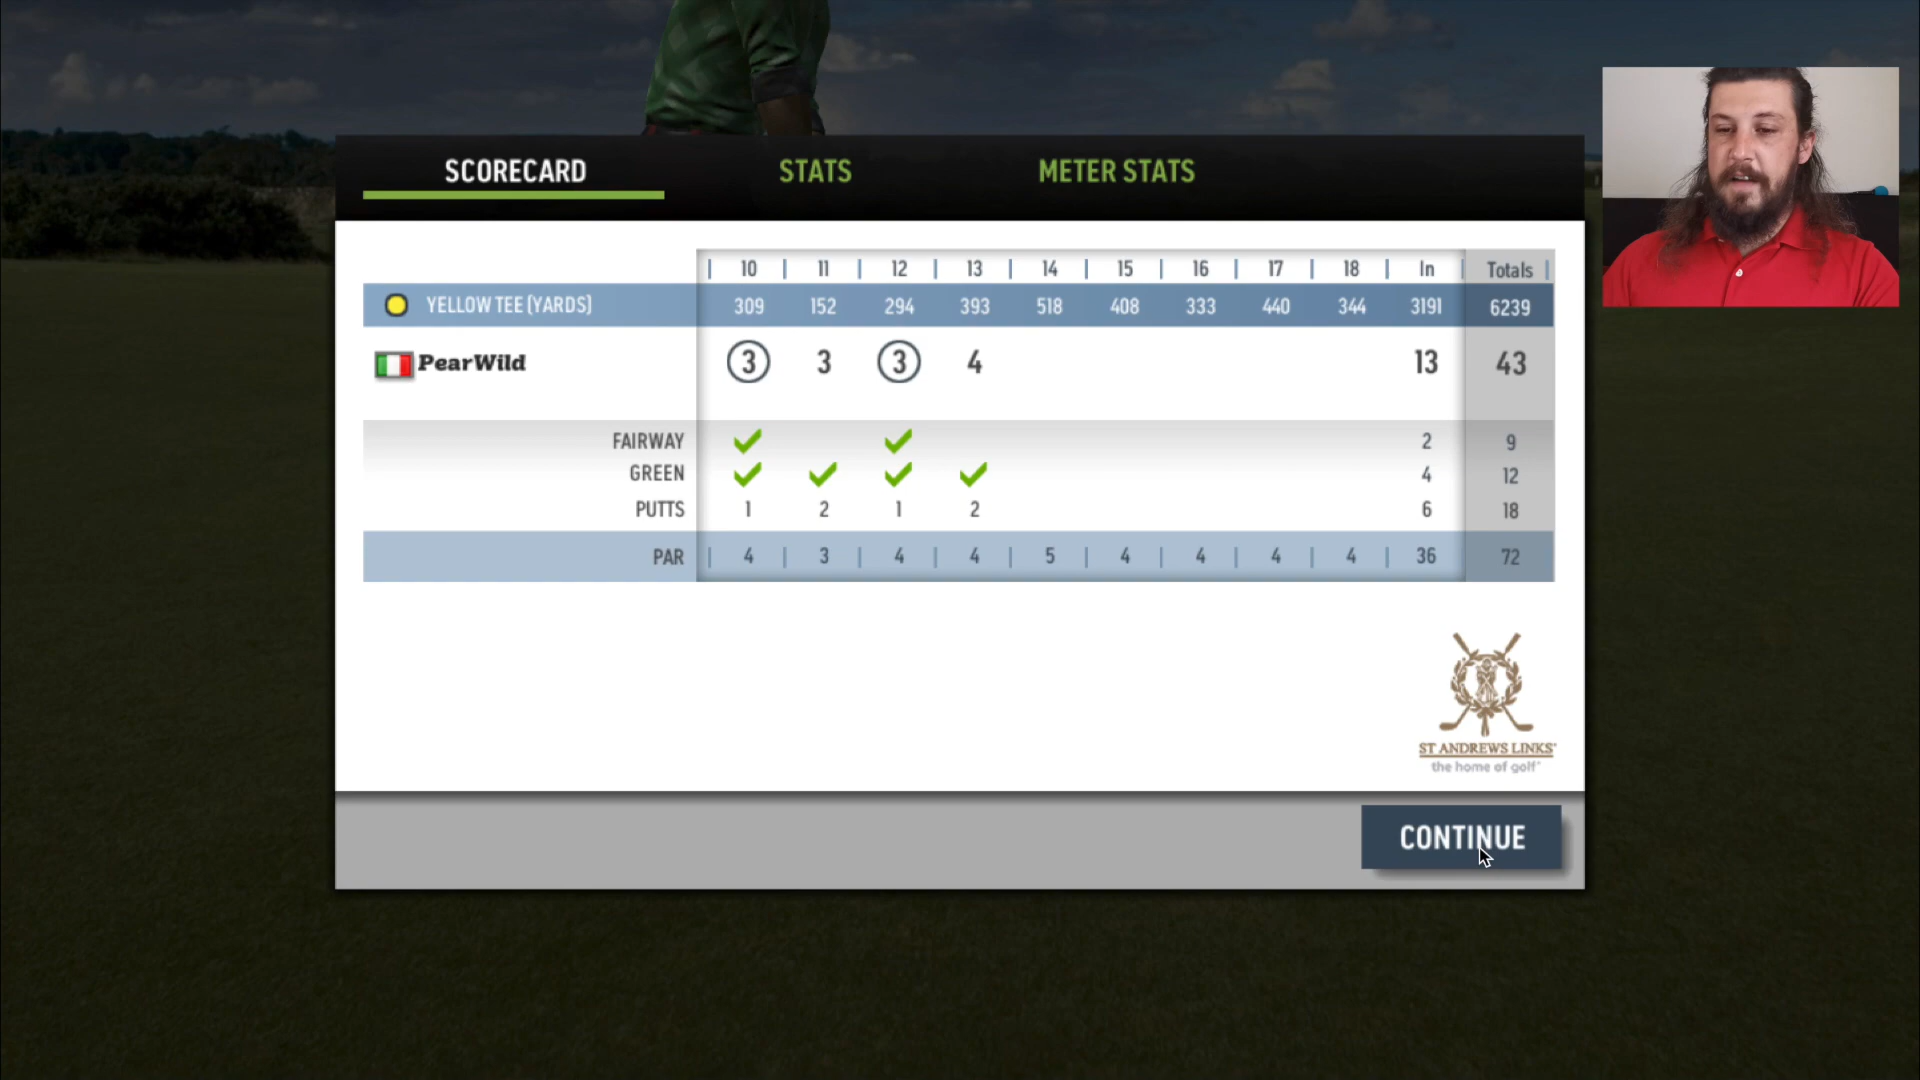 SCORECARD STATS METER STATS
10 11 12 13 14 15 16 17 18 In Totals
YELLOW TEE (YARDS) 309 152 294 393 518 408 333 440 344 3191 6239
PearWild 3 3 3 4 13 43
FAIRWAY 2 9
GREEN 4 12
PUTTS 1 2 1 2 6 18
PAR 4 3 4 4 5 4 4 4 4 36 72
ST ANDREWS LINKS
the home of golf
CONTINUE